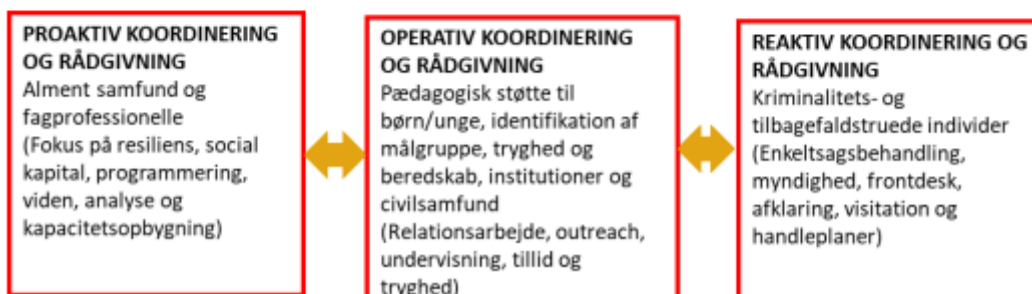 PROAKTIV KOORDINERING
OG RÅDGIVNING
Alment samfund og
fagprofessionelle
(Fokus på resiliens, social
kapital, programmering,
viden, analyse og
kapacitetsopbygning)
OPERATIV KOORDINERING
OG RÅDGIVNING
Pædagogisk støtte til
børn/unge, identifikation af
målgruppe, tryghed og
beredskab, institutioner og
civilsamfund
(Relationsarbejde, outreach,
undervisning, tillid og
tryghed)
REAKTIV KOORDINERING OG
RÅDGIVNING
Kriminalitets- og
tilbagefaldstruede individer
(Enkeltsagsbehandling,
myndighed, frontdesk,
afklaring, visitation og
handleplaner)